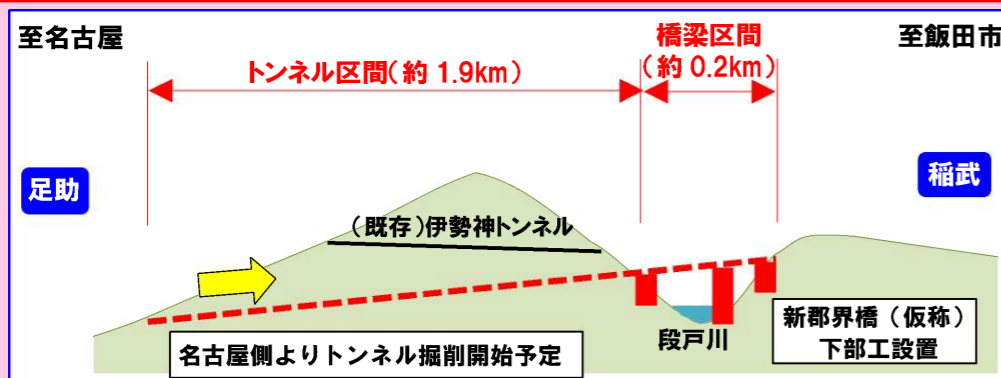 至名古屋
橋梁区間
至飯田市
トンネル区間(約 1.9km)
(約 0.2km)
足助
稲武
(既存)伊勢神トンネル
段戸川
新郡界橋(仮称)
下部工設置
名古屋側よりトンネル掘削開始予定